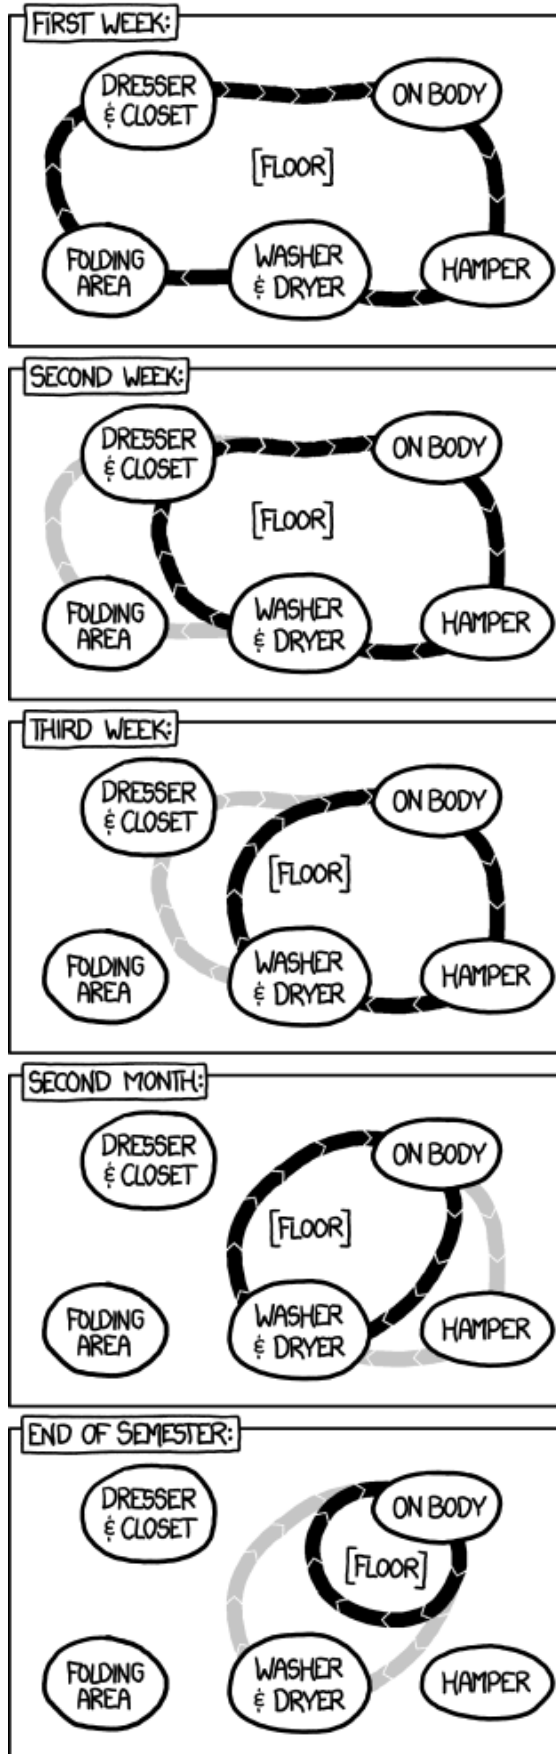 FIRST WEEK:
DRESSER
& CLOSET
ON BODY
[FLOOR]
FOLDING
AREA
WASHER
& DRYER
HAMPER
SECOND WEEK:
DRESSER
& CLOSET
ON BODY
[FLOOR]
FOLDING
AREA
WASHER
& DRYER
HAMPER
THIRD WEEK:
DRESSER
& CLOSET
ON BODY
[FLOOR]
FOLDING
AREA
WASHER
& DRYER
HAMPER
SECOND MONTH:
DRESSER
& CLOSET
ON BODY
[FLOOR]
FOLDING
AREA
WASHER
& DRYER
HAMPER
END OF SEMESTER:
DRESSER
& CLOSET
ON BODY
[FLOOR]
FOLDING
AREA
WASHER
& DRYER
HAMPER